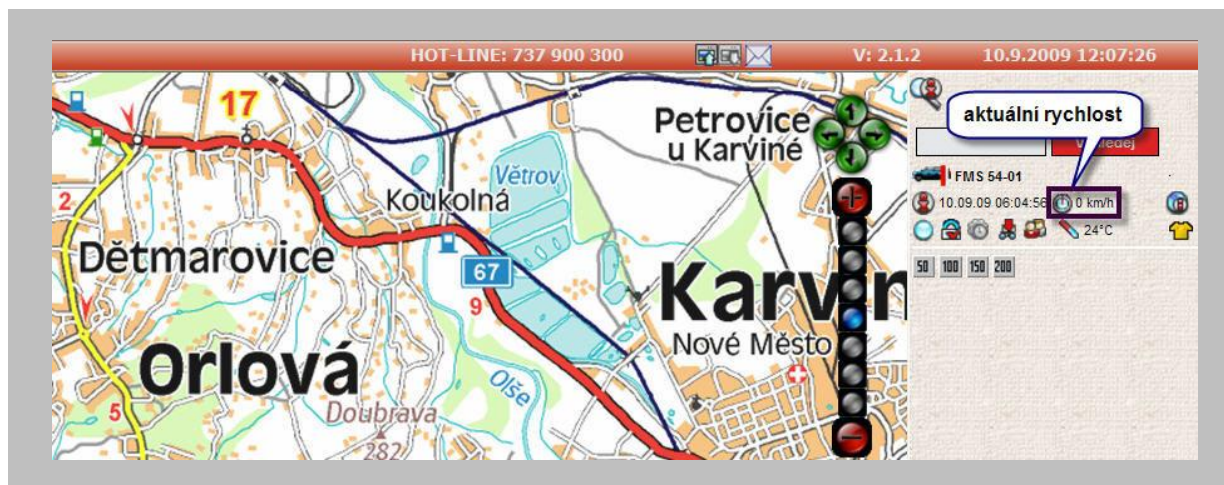 HOT-LINE: 737 900 300
V: 2.1.2
10.9.2009 12:07:26
17
Petrovice
u Karviné
aktuální rychlost
FMS 54-01
Větrov
10.09.09 06:04:56
0 km/h
2
Koukolná
24°C
Dětmarovice
50 100 150 200
67
9
Nové Město
Orlová
Olše
5
Doubrava
282